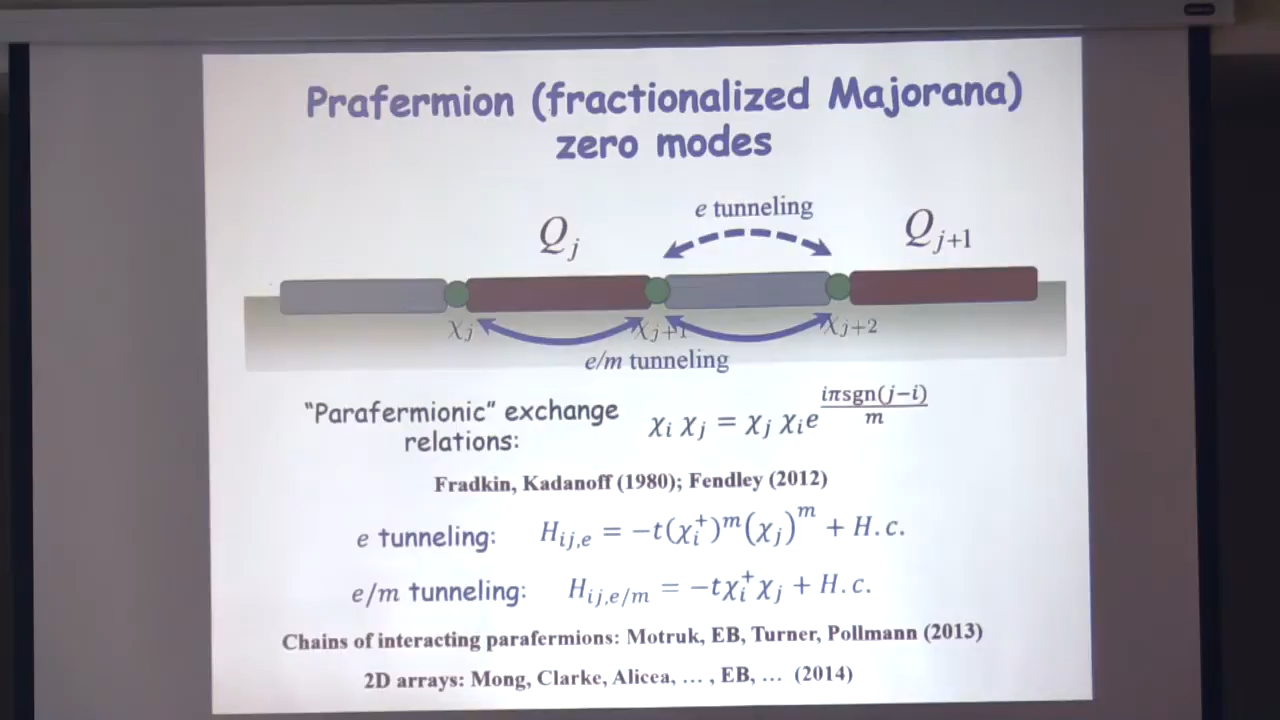 Prafermion (fractionalized Majorana)
zero modes
e tunneling
Q_j
Q_{j+1}
χ_j
χ_{j+1}
χ_{j+2}
e/m tunneling
"Parafermionic" exchange
relations:
χ_i χ_j = χ_j χ_i e^{iπsgn(j−i)/m}
Fradkin, Kadanoff (1980); Fendley (2012)
e tunneling: H_{ij,e} = −t(χ_i^+)^m(χ_j)^m + H.c.
e/m tunneling: H_{ij,e/m} = −tχ_i^+χ_j + H.c.
Chains of interacting parafermions: Motruk, EB, Turner, Pollmann (2013)
2D arrays: Mong, Clarke, Alicea, … , EB, … (2014)